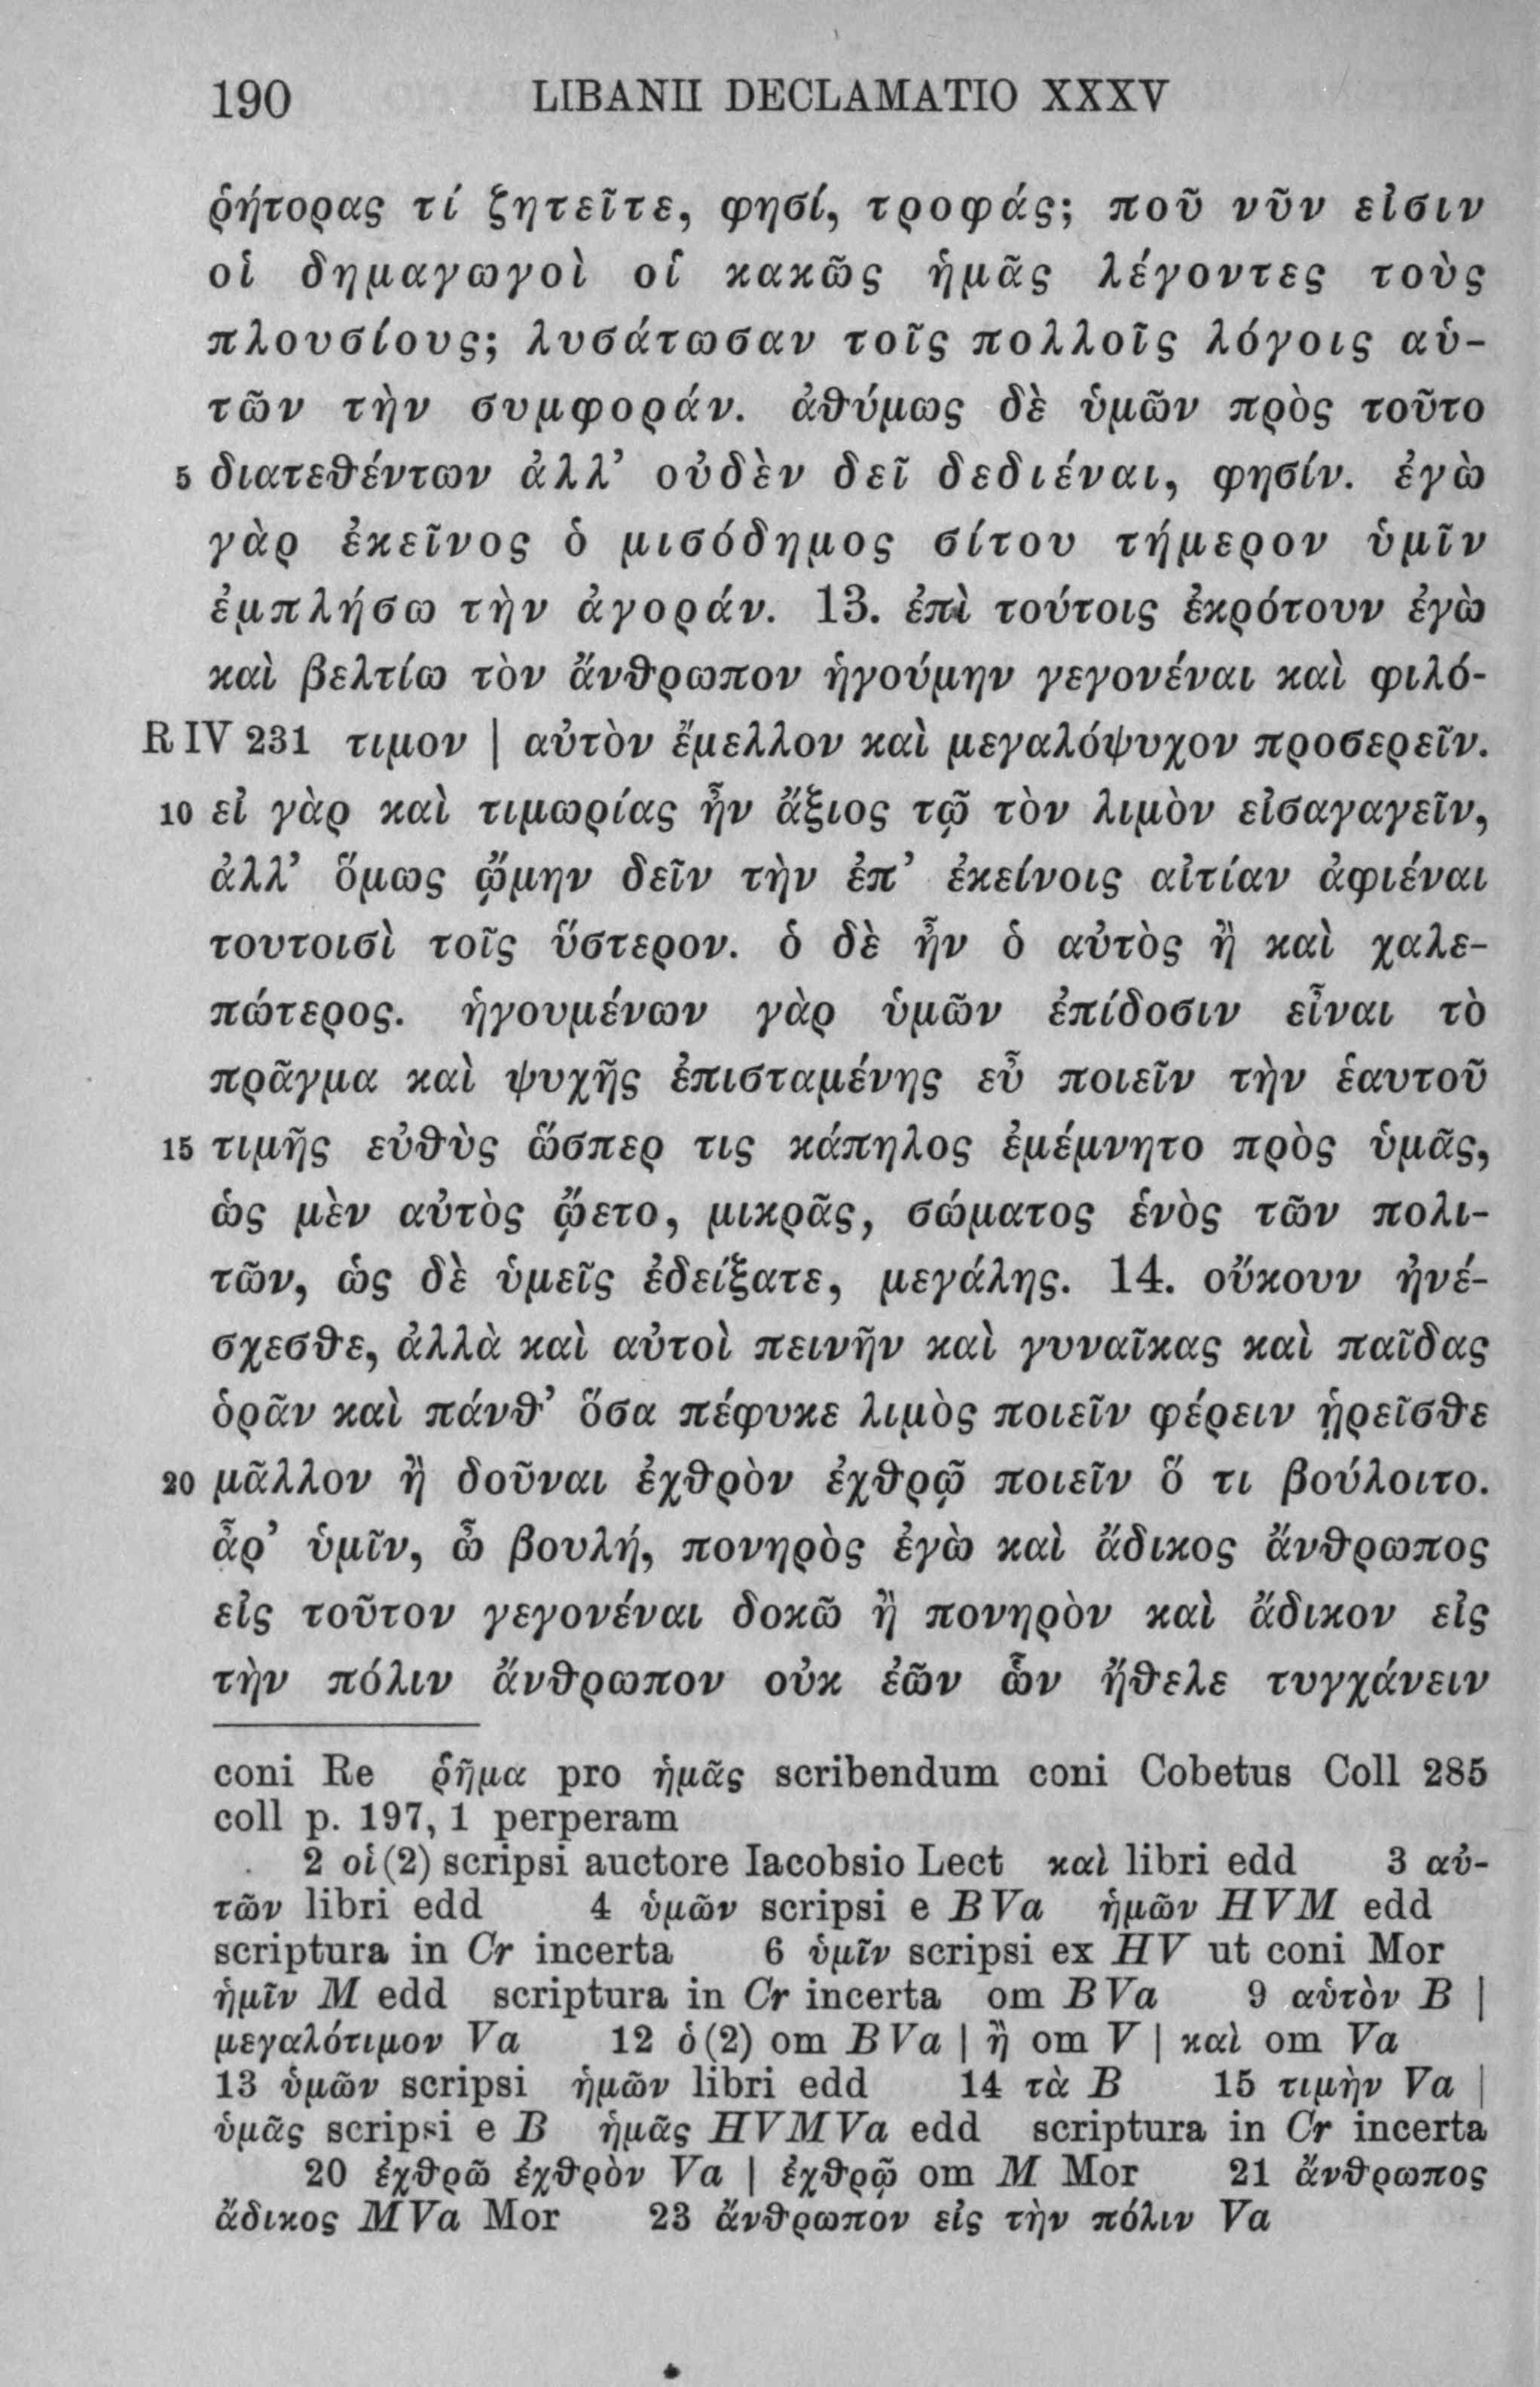 190 LIBANII DECLAMATIO XXXV
ῥήτορας τί ζητεῖτε, φησί, τροφάς; ποῦ νῦν εἰσιν
οἱ δημαγωγοὶ οἱ κακῶς ἡμᾶς λέγοντες τοὺς
πλουσίους; λυσάτωσαν τοῖς πολλοῖς λόγοις αὑ-
τῶν τὴν συμφοράν. ἀθύμως δὲ ὑμῶν πρὸς τοῦτο
5 διατεθέντων ἀλλ’ οὐδὲν δεῖ δεδιέναι, φησίν. ἐγὼ
γὰρ ἐκεῖνος ὁ μισόδημος σίτου τήμερον ὑμῖν
ἐμπλήσω τὴν ἀγοράν. 13. ἐπὶ τούτοις ἐκρότουν ἐγὼ
καὶ βελτίω τὸν ἄνθρωπον ἡγούμην γεγονέναι καὶ φιλό-
R IV 231 τιμον | αὐτὸν ἔμελλον καὶ μεγαλόψυχον προσερεῖν.
10 εἰ γὰρ καὶ τιμωρίας ἦν ἄξιος τῷ τὸν λιμὸν εἰσαγαγεῖν,
ἀλλ’ ὅμως ᾤμην δεῖν τὴν ἐπ’ ἐκείνοις αἰτίαν ἀφιέναι
τουτοισὶ τοῖς ὕστερον. ὁ δὲ ἦν ὁ αὐτὸς ἢ καὶ χαλε-
πώτερος. ἡγουμένων γὰρ ὑμῶν ἐπίδοσιν εἶναι τὸ
πρᾶγμα καὶ ψυχῆς ἐπισταμένης εὖ ποιεῖν τὴν ἑαυτοῦ
15 τιμῆς εὐθὺς ὥσπερ τις κάπηλος ἐμέμνητο πρὸς ὑμᾶς,
ὡς μὲν αὐτὸς ᾤετο, μικρᾶς, σώματος ἑνὸς τῶν πολι-
τῶν, ὡς δὲ ὑμεῖς ἐδείξατε, μεγάλης. 14. οὔκουν ἠνέ-
σχεσθε, ἀλλὰ καὶ αὐτοὶ πεινῆν καὶ γυναῖκας καὶ παῖδας
ὁρᾶν καὶ πάνθ’ ὅσα πέφυκε λιμὸς ποιεῖν φέρειν ᾑρεῖσθε
20 μᾶλλον ἢ δοῦναι ἐχθρὸν ἐχθρῷ ποιεῖν ὅ τι βούλοιτο.
ἆρ’ ὑμῖν, ὦ βουλή, πονηρὸς ἐγὼ καὶ ἄδικος ἄνθρωπος
εἰς τοῦτον γεγονέναι δοκῶ ἢ πονηρὸν καὶ ἄδικον εἰς
τὴν πόλιν ἄνθρωπον οὐκ ἐῶν ὧν ἤθελε τυγχάνειν
coni Re ῥῆμα pro ἡμᾶς scribendum coni Cobetus Coll 285
coll p. 197, 1 perperam
2 οἱ(2) scripsi auctore Iacobsio Lect καὶ libri edd 3 αὐ-
τῶν libri edd 4 ὑμῶν scripsi e BVa ἡμῶν HVM edd
scriptura in Cr incerta 6 ὑμῖν scripsi ex HV ut coni Mor
ἡμῖν M edd scriptura in Cr incerta om BVa 9 αὑτὸν B |
μεγαλότιμον Va 12 ὁ(2) om BVa | ἢ om V | καὶ om Va
13 ὑμῶν scripsi ἡμῶν libri edd 14 τὰ B 15 τιμὴν Va |
ὑμᾶς scripsi e B ἡμᾶς HVMVa edd scriptura in Cr incerta
20 ἐχθρῶ ἐχθρὸν Va | ἐχθρῷ om M Mor 21 ἄνθρωπος
ἄδικος MVa Mor 23 ἄνθρωπον εἰς τὴν πόλιν Va